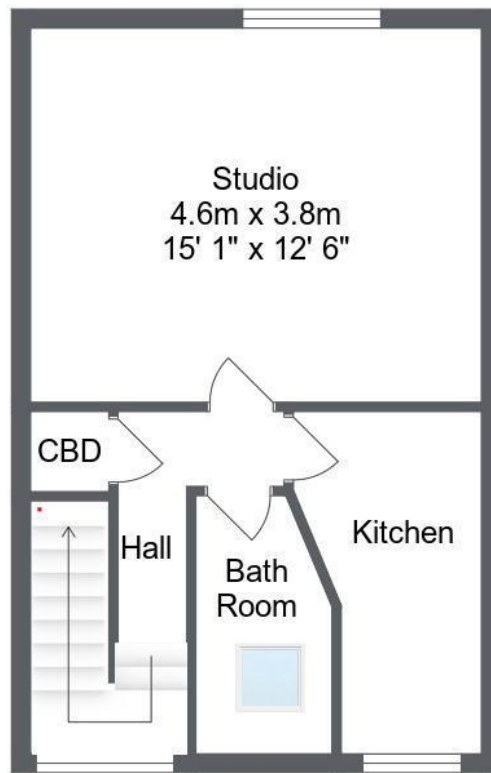 Studio
4.6m x 3.8m
15' 1" x 12' 6"
CBD
Hall
Kitchen
Bath
Room